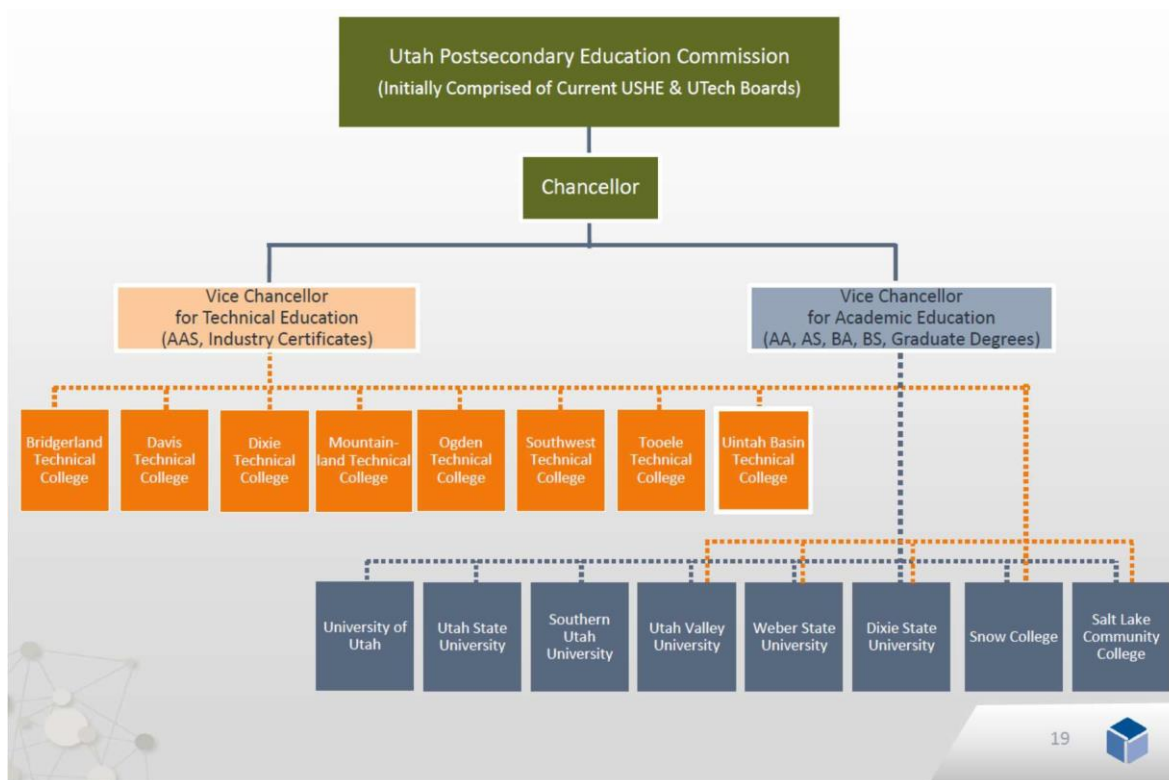 Utah Postsecondary Education Commission
(Initially Comprised of Current USHE & UTech Boards)
Chancellor
Vice Chancellor
for Technical Education
(AAS, Industry Certificates)
Vice Chancellor
for Academic Education
(AA, AS, BA, BS, Graduate Degrees)
Bridgerland
Technical
College
Davis
Technical
College
Dixie
Technical
College
Mountain-
land Technical
College
Ogden
Technical
College
Southwest
Technical
College
Tooele
Technical
College
Uintah Basin
Technical
College
University of
Utah
Utah State
University
Southern
Utah
University
Utah Valley
University
Weber State
University
Dixie State
University
Snow College
Salt Lake
Community
College
19